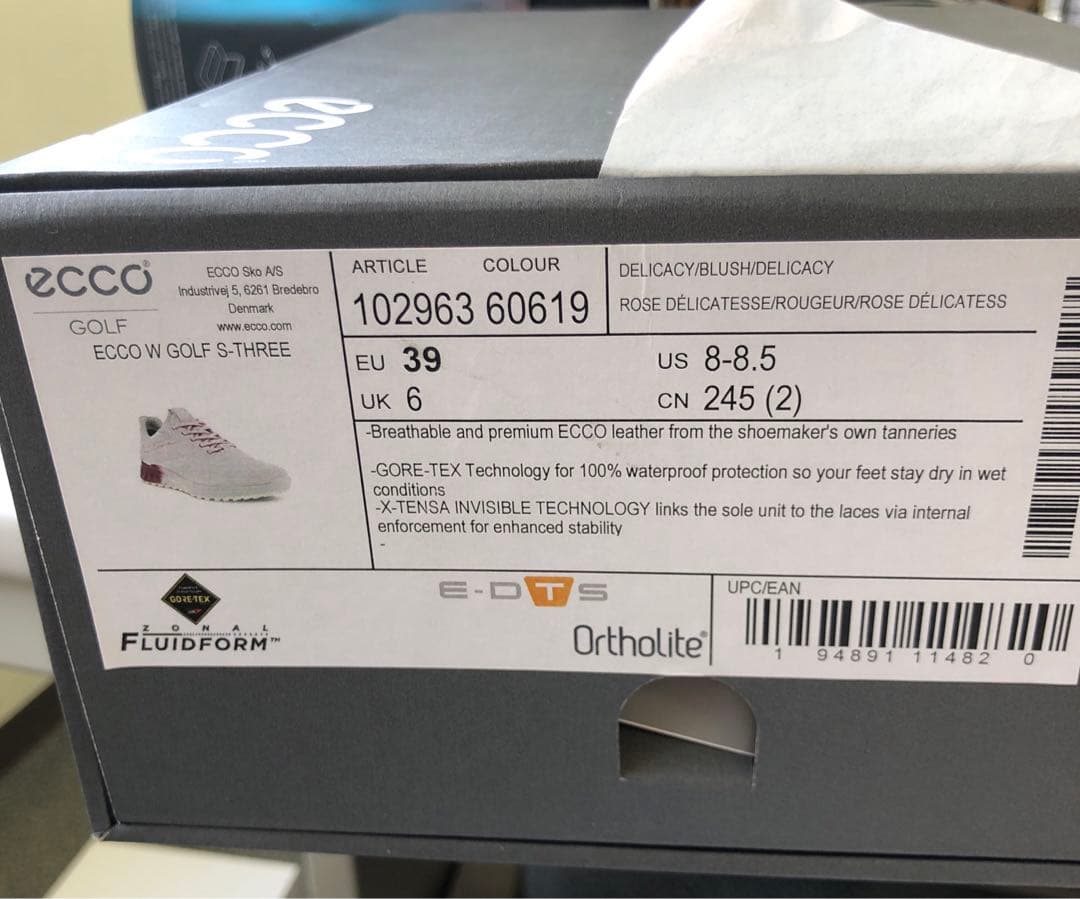 ecco
ecco
GOLF
ECCO Sko A/S
Industrivej 5, 6261 Bredebro
Denmark
www.ecco.com
ECCO W GOLF S-THREE
ARTICLE COLOUR
102963 60619
DELICACY/BLUSH/DELICACY
ROSE DÉLICATESSE/ROUGEUR/ROSE DÉLICATESS
EU 39 US 8-8.5
UK 6 CN 245 (2)
-Breathable and premium ECCO leather from the shoemaker's own tanneries
-GORE-TEX Technology for 100% waterproof protection so your feet stay dry in wet
conditions
-X-TENSA INVISIBLE TECHNOLOGY links the sole unit to the laces via internal
enforcement for enhanced stability
-
GORE-TEX
ZONAL
FLUIDFORM™
E-DTS
Ortholite®
UPC/EAN
1 94891 11482 0